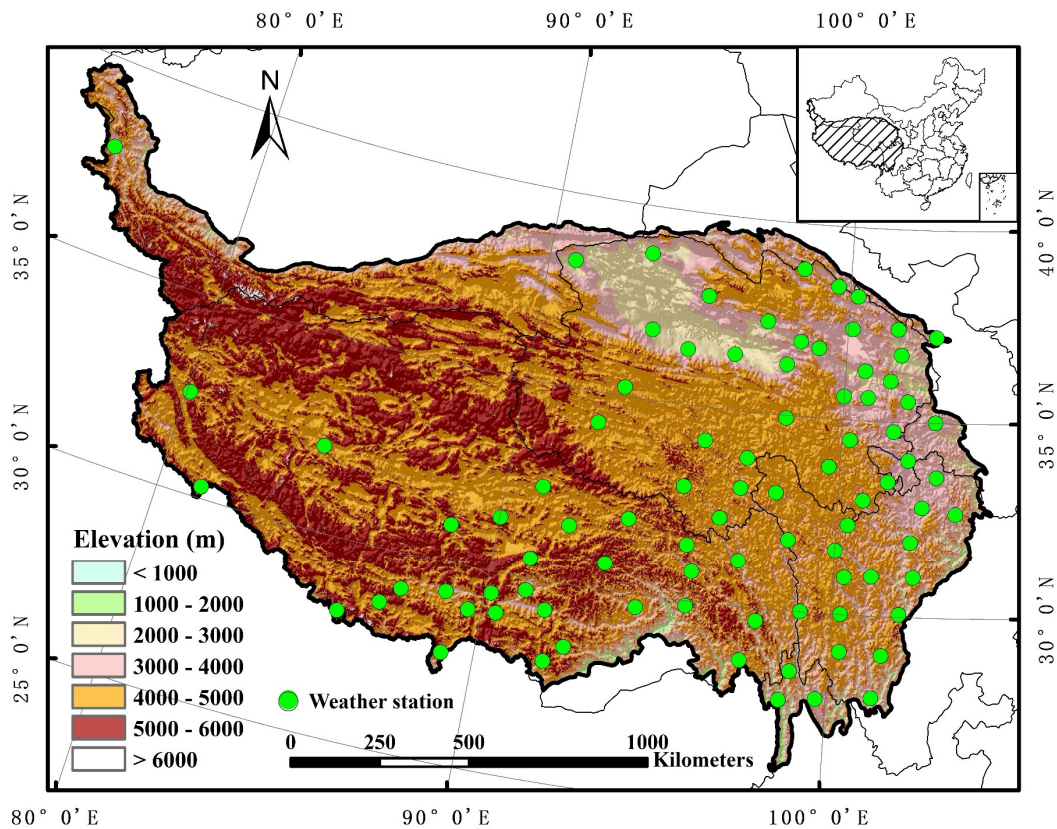 80° 0'E 90° 0'E 100° 0'E
N
35° 0'N
30° 0'N
25° 0'N
40° 0'N
35° 0'N
30° 0'N
Elevation (m)
< 1000
1000 - 2000
2000 - 3000
3000 - 4000
4000 - 5000
5000 - 6000
> 6000
Weather station
0 250 500 1000
Kilometers
80° 0'E 90° 0'E 100° 0'E